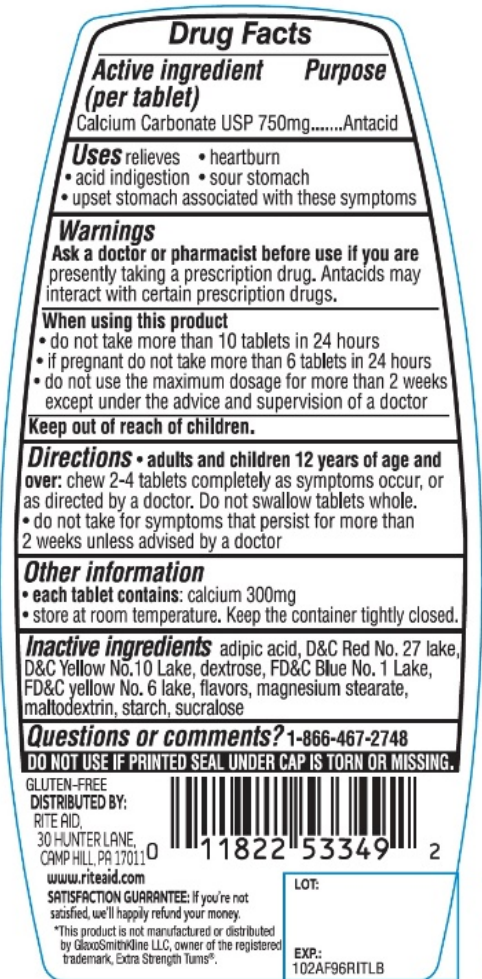 Drug Facts
Active ingredient Purpose
(per tablet)
Calcium Carbonate USP 750mg.......Antacid
Uses relieves • heartburn
• acid indigestion • sour stomach
• upset stomach associated with these symptoms
Warnings
Ask a doctor or pharmacist before use if you are
presently taking a prescription drug. Antacids may
interact with certain prescription drugs.
When using this product
• do not take more than 10 tablets in 24 hours
• if pregnant do not take more than 6 tablets in 24 hours
• do not use the maximum dosage for more than 2 weeks
except under the advice and supervision of a doctor
Keep out of reach of children.
Directions • adults and children 12 years of age and
over: chew 2-4 tablets completely as symptoms occur, or
as directed by a doctor. Do not swallow tablets whole.
• do not take for symptoms that persist for more than
2 weeks unless advised by a doctor
Other information
• each tablet contains: calcium 300mg
• store at room temperature. Keep the container tightly closed.
Inactive ingredients adipic acid, D&C Red No. 27 lake,
D&C Yellow No.10 Lake, dextrose, FD&C Blue No. 1 Lake,
FD&C yellow No. 6 lake, flavors, magnesium stearate,
maltodextrin, starch, sucralose
Questions or comments? 1-866-467-2748
DO NOT USE IF PRINTED SEAL UNDER CAP IS TORN OR MISSING.
GLUTEN-FREE
DISTRIBUTED BY:
RITE AID,
30 HUNTER LANE,
CAMP HILL, PA 17011
www.riteaid.com
0 11822 53349 2
SATISFACTION GUARANTEE: If you're not
satisfied, we'll happily refund your money.
*This product is not manufactured or distributed
by GlaxoSmithKline LLC, owner of the registered
trademark, Extra Strength Tums®.
LOT:
EXP.:
102AF96RITLB